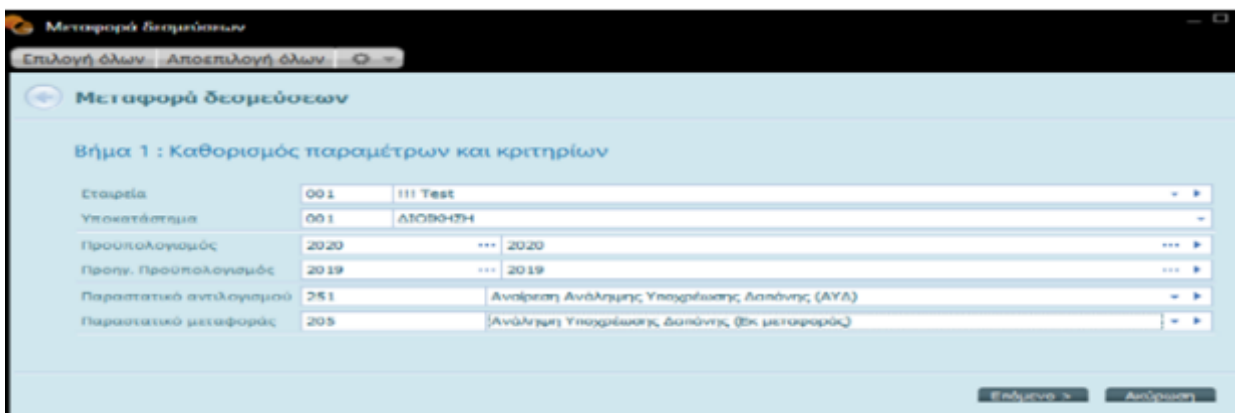 Μεταφορά δεσμεύσεων
Επιλογή όλων Αποεπιλογή όλων
Μεταφορά δεσμεύσεων
Βήμα 1 : Καθορισμός παραμέτρων και κριτηρίων
Εταιρεία 001 !!! Test
Υποκατάστημα 001 ΔΙΟΙΚΗΣΗ
Προϋπολογισμός 2020 ... 2020 ...
Προηγ. Προϋπολογισμός 2019 ... 2019 ...
Παραστατικό αντιλογισμού 251 Αναίρεση Ανάληψης Υποχρέωσης Δαπάνης (ΑΥΔ)
Παραστατικό μεταφοράς 205 Ανάληψη Υποχρέωσης Δαπάνης (Εκ μεταφοράς)
Επόμενο > Ακύρωση